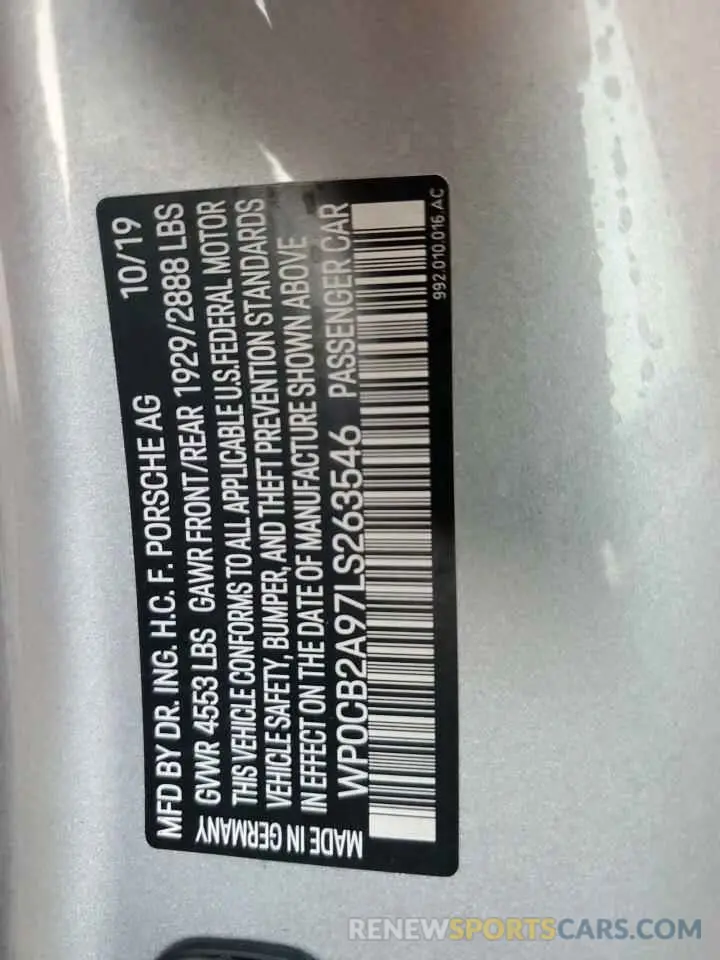 MFD BY DR. ING. H.C. F. PORSCHE AG 10/19
GVWR 4553 LBS GAWR FRONT/REAR 1929/2888 LBS
THIS VEHICLE CONFORMS TO ALL APPLICABLE U.S.FEDERAL MOTOR
VEHICLE SAFETY, BUMPER, AND THEFT PREVENTION STANDARDS
IN EFFECT ON THE DATE OF MANUFACTURE SHOWN ABOVE
WP0CB2A97LS263546 PASSENGER CAR
MADE IN GERMANY
992.010.016.AC
RENEWSPORTSCARS.COM